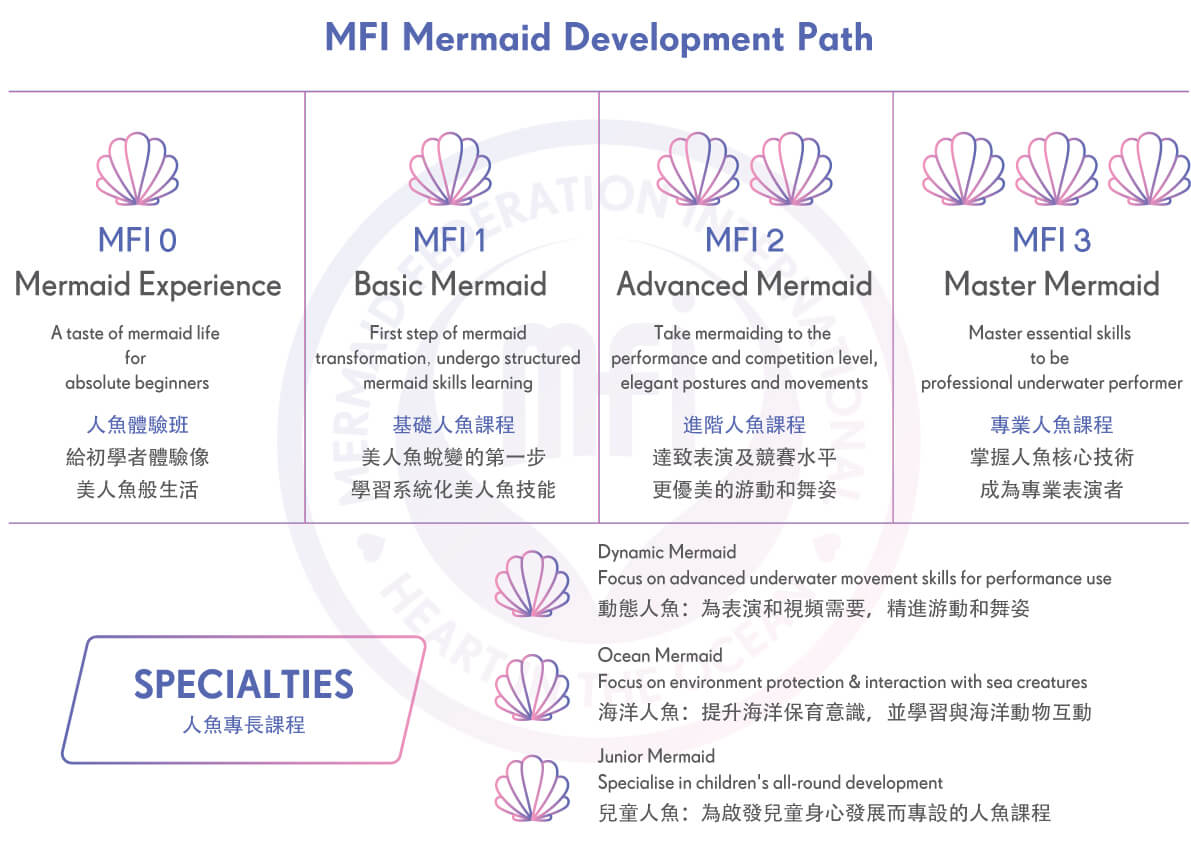 MFI Mermaid Development Path
MFI 0
Mermaid Experience
A taste of mermaid life
for
absolute beginners
人魚體驗班
給初學者體驗像
美人魚般生活
MFI 1
Basic Mermaid
First step of mermaid
transformation, undergo structured
mermaid skills learning
基礎人魚課程
美人魚蛻變的第一步
學習系統化美人魚技能
MFI 2
Advanced Mermaid
Take mermaiding to the
performance and competition level,
elegant postures and movements
進階人魚課程
達致表演及競賽水平
更優美的游動和舞姿
MFI 3
Master Mermaid
Master essential skills
to be
professional underwater performer
專業人魚課程
掌握人魚核心技術
成為專業表演者
SPECIALTIES
人魚專長課程
Dynamic Mermaid
Focus on advanced underwater movement skills for performance use
動態人魚：為表演和視頻需要，精進游動和舞姿
Ocean Mermaid
Focus on environment protection & interaction with sea creatures
海洋人魚：提升海洋保育意識，並學習與海洋動物互動
Junior Mermaid
Specialise in children's all-round development
兒童人魚：為啟發兒童身心發展而專設的人魚課程
MERMAID FEDERATION INTERNATIONAL
mfi
HEART OF THE OCEAN